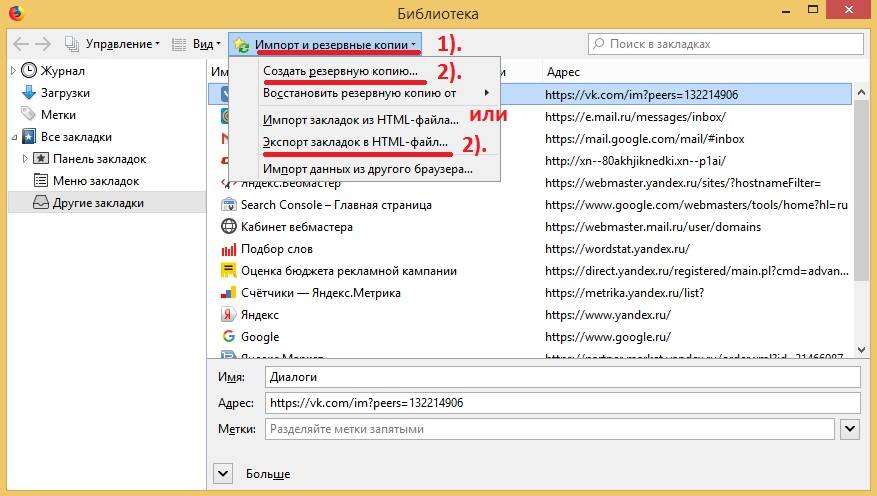 Библиотека
Управление Вид Импорт и резервные копии 1). Поиск в закладках
Журнал
Загрузки
Метки
Все закладки
Панель закладок
Меню закладок
Другие закладки
Адрес
Создать резервную копию... 2).
Восстановить резервную копию от
Импорт закладок из HTML-файла... или
Экспорт закладок в HTML-файл... 2).
Импорт данных из другого браузера...
https://vk.com/im?peers=132214906
https://e.mail.ru/messages/inbox/
https://mail.google.com/mail/#inbox
http://xn--80akhjiknedki.xn--p1ai/
Яндекс.Вебмастер https://webmaster.yandex.ru/sites/?hostnameFilter=
Search Console – Главная страница https://www.google.com/webmasters/tools/home?hl=ru
Кабинет вебмастера https://webmaster.mail.ru/user/domains
Подбор слов https://wordstat.yandex.ru/
Оценка бюджета рекламной кампании https://direct.yandex.ru/registered/main.pl?cmd=advan...
Счётчики — Яндекс.Метрика https://metrika.yandex.ru/list?
Яндекс https://www.yandex.ru/
Google https://www.google.ru/
Яндекс.Маркет
Имя: Диалоги
Адрес: https://vk.com/im?peers=132214906
Метки: Разделяйте метки запятыми
Больше